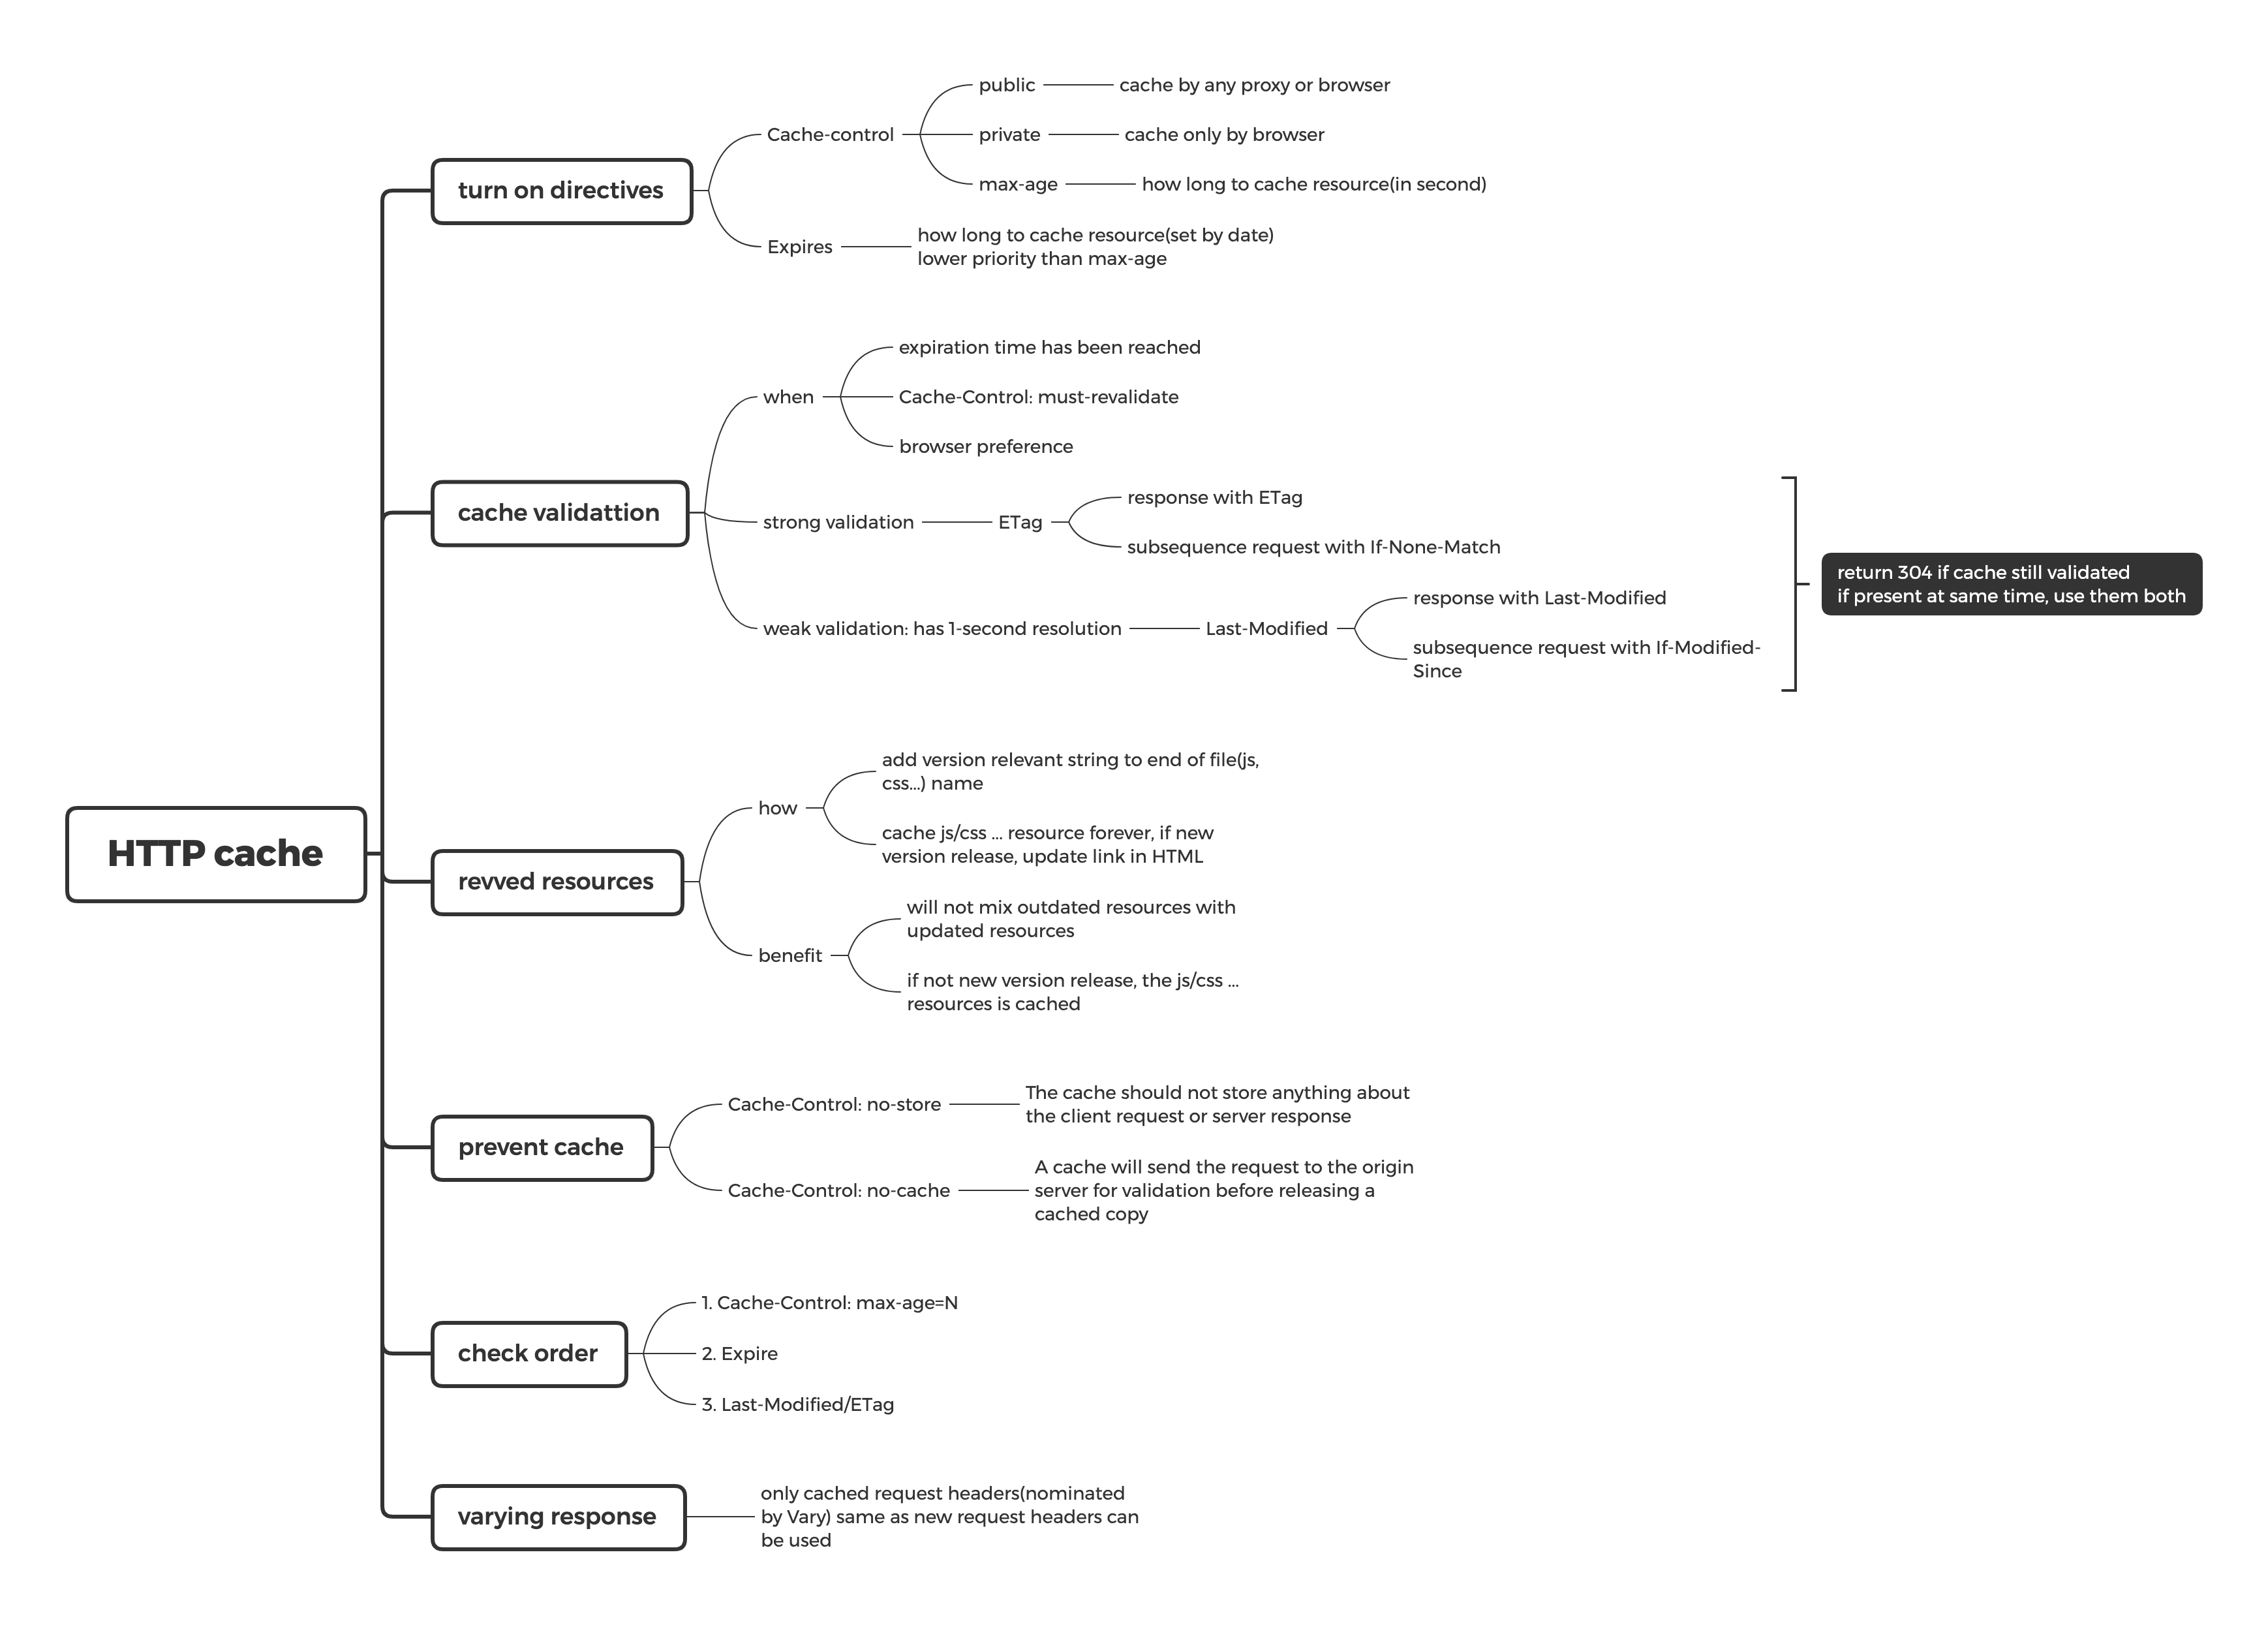 HTTP cache
turn on directives
Cache-control
public
cache by any proxy or browser
private
cache only by browser
max-age
how long to cache resource(in second)
Expires
how long to cache resource(set by date)
lower priority than max-age
cache validattion
when
expiration time has been reached
Cache-Control: must-revalidate
browser preference
strong validation
ETag
response with ETag
subsequence request with If-None-Match
weak validation: has 1-second resolution
Last-Modified
response with Last-Modified
subsequence request with If-Modified-
Since
return 304 if cache still validated
if present at same time, use them both
revved resources
how
add version relevant string to end of file(js,
css...) name
cache js/css ... resource forever, if new
version release, update link in HTML
benefit
will not mix outdated resources with
updated resources
if not new version release, the js/css ...
resources is cached
prevent cache
Cache-Control: no-store
The cache should not store anything about
the client request or server response
Cache-Control: no-cache
A cache will send the request to the origin
server for validation before releasing a
cached copy
check order
1. Cache-Control: max-age=N
2. Expire
3. Last-Modified/ETag
varying response
only cached request headers(nominated
by Vary) same as new request headers can
be used